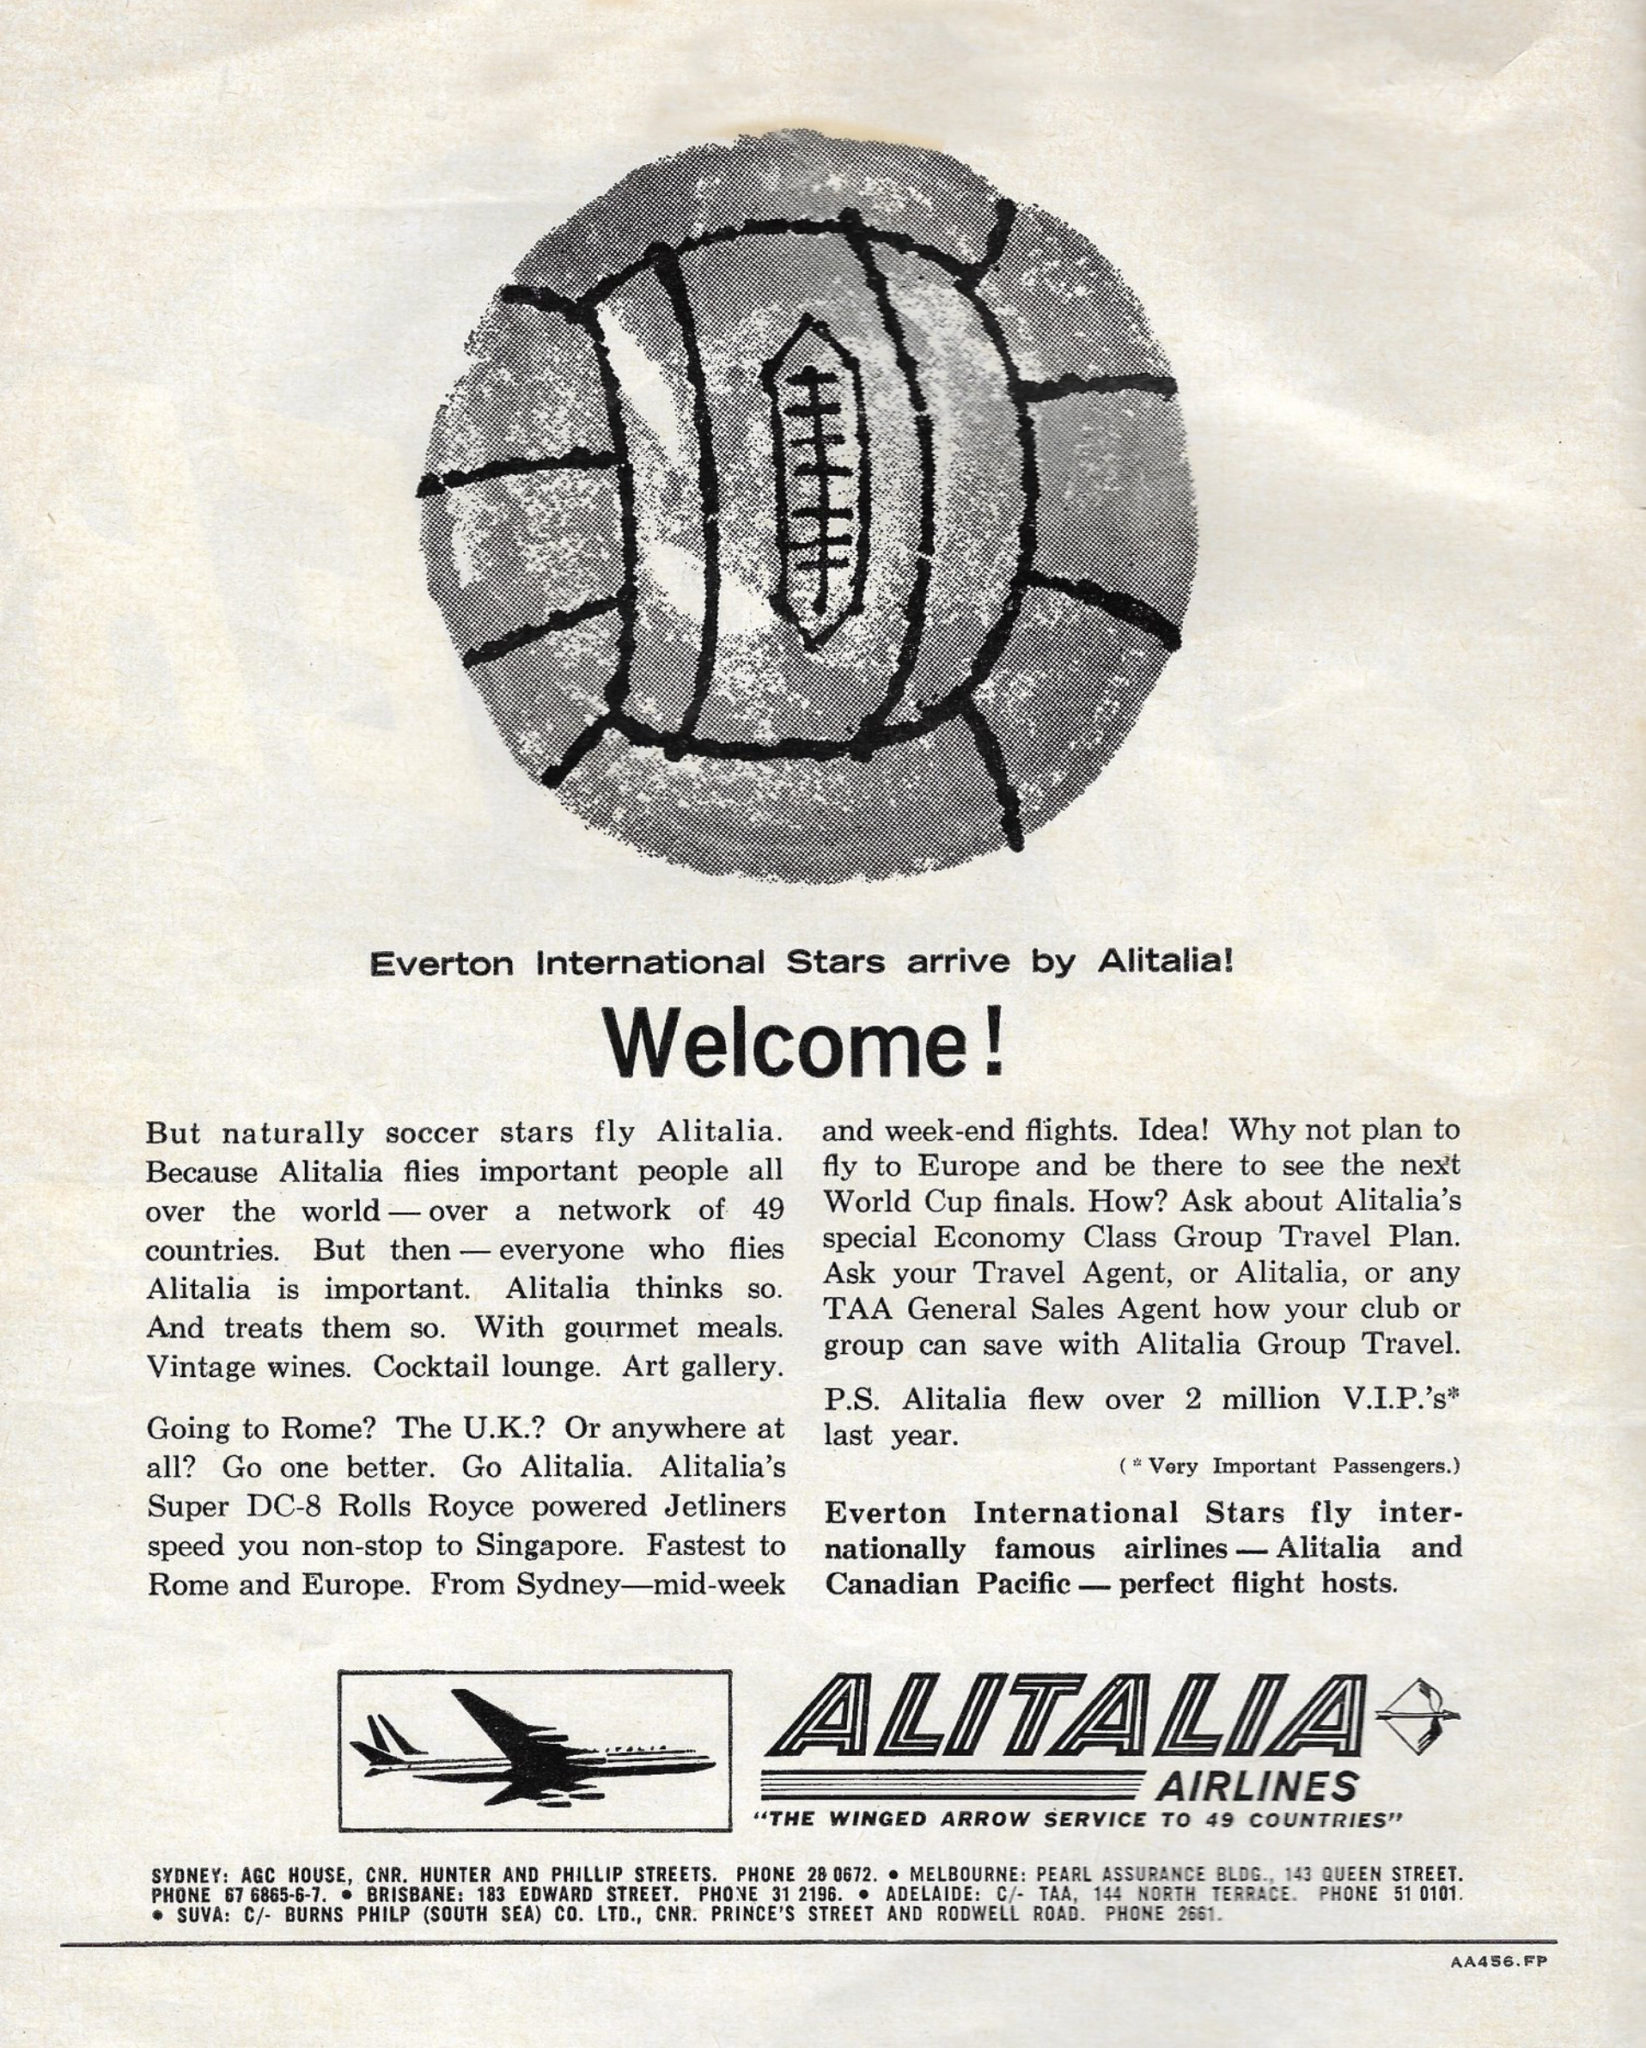 Everton International Stars arrive by Alitalia!
Welcome!
But naturally soccer stars fly Alitalia.
Because Alitalia flies important people all
over the world — over a network of 49
countries. But then — everyone who flies
Alitalia is important. Alitalia thinks so.
And treats them so. With gourmet meals.
Vintage wines. Cocktail lounge. Art gallery.
Going to Rome? The U.K.? Or anywhere at
all? Go one better. Go Alitalia. Alitalia's
Super DC-8 Rolls Royce powered Jetliners
speed you non-stop to Singapore. Fastest to
Rome and Europe. From Sydney—mid-week
and week-end flights. Idea! Why not plan to
fly to Europe and be there to see the next
World Cup finals. How? Ask about Alitalia's
special Economy Class Group Travel Plan.
Ask your Travel Agent, or Alitalia, or any
TAA General Sales Agent how your club or
group can save with Alitalia Group Travel.
P.S. Alitalia flew over 2 million V.I.P.'s*
last year.
(* Very Important Passengers.)
Everton International Stars fly inter-
nationally famous airlines — Alitalia and
Canadian Pacific — perfect flight hosts.
ALITALIA
AIRLINES
"THE WINGED ARROW SERVICE TO 49 COUNTRIES"
SYDNEY: AGC HOUSE, CNR. HUNTER AND PHILLIP STREETS. PHONE 28 0672. • MELBOURNE: PEARL ASSURANCE BLDG., 143 QUEEN STREET.
PHONE 67 6865-6-7. • BRISBANE: 183 EDWARD STREET. PHONE 31 2196. • ADELAIDE: C/- TAA, 144 NORTH TERRACE. PHONE 51 0101.
• SUVA: C/- BURNS PHILP (SOUTH SEA) CO. LTD., CNR. PRINCE'S STREET AND RODWELL ROAD. PHONE 2661.
AA456.FP